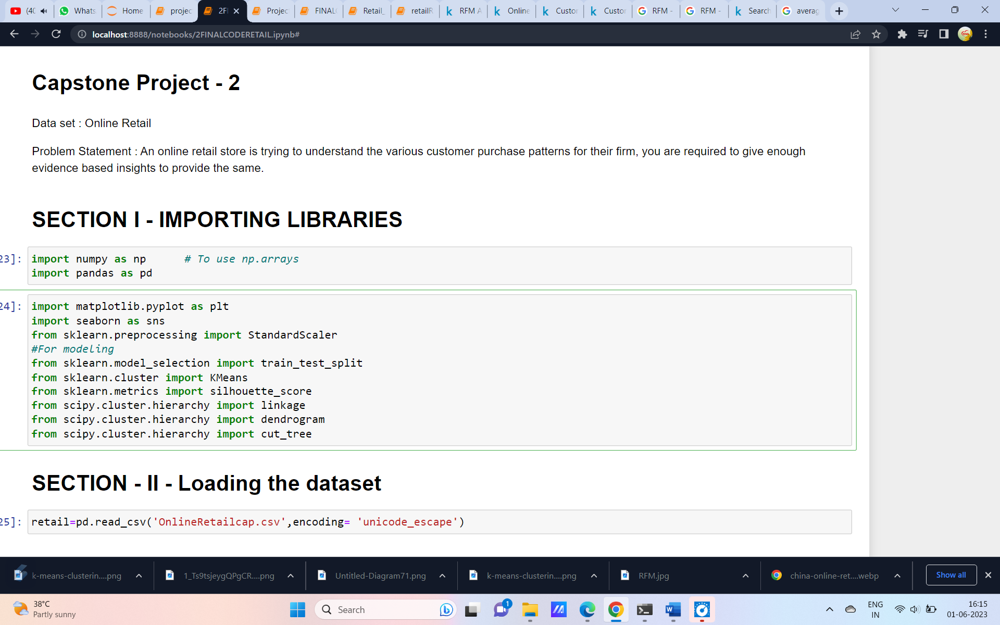 (40
Whats
Home
projec
2FI
Projec
FINAL
Retail_
retailR
RFM A
Online
Custor
Custor
RFM -
RFM -
Search
averag
localhost:8888/notebooks/2FINALCODERETAIL.ipynb#
Capstone Project - 2
Data set : Online Retail
Problem Statement : An online retail store is trying to understand the various customer purchase patterns for their firm, you are required to give enough
evidence based insights to provide the same.
SECTION I - IMPORTING LIBRARIES
23]:
import numpy as np      # To use np.arrays
import pandas as pd
24]:
import matplotlib.pyplot as plt
import seaborn as sns
from sklearn.preprocessing import StandardScaler
#For modeling
from sklearn.model_selection import train_test_split
from sklearn.cluster import KMeans
from sklearn.metrics import silhouette_score
from scipy.cluster.hierarchy import linkage
from scipy.cluster.hierarchy import dendrogram
from scipy.cluster.hierarchy import cut_tree
SECTION - II - Loading the dataset
25]:
retail=pd.read_csv('OnlineRetailcap.csv',encoding= 'unicode_escape')
k-means-clusterin....png
1_Ts9tsjeygQPgCR....png
Untitled-Diagram71.png
k-means-clusterin....png
RFM.jpg
china-online-ret....webp
Show all
38°C
Partly sunny
Search
1
ENG
IN
16:15
01-06-2023